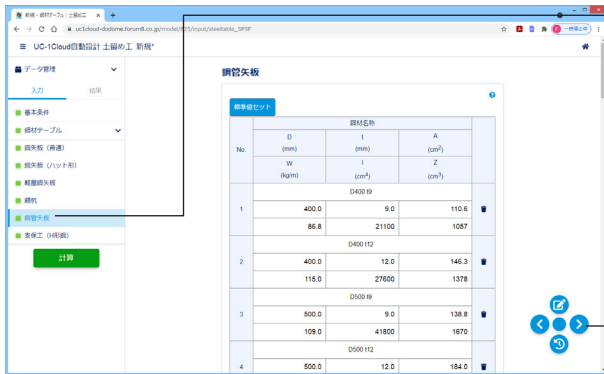 新規 - 鋼材テーブル | 土留め工
uc1cloud-dodome.forum8.co.jp/model/825/input/steeltable_SPSP
一時停止中
UC-1Cloud自動設計 土留め工 新規*
データ管理
入力 結果
基本条件
鋼材テーブル
鋼矢板（普通）
鋼矢板（ハット形）
軽量鋼矢板
親杭
鋼管矢板
支保工（H形鋼）
計算
鋼管矢板
標準値セット
鋼材名称
No.
D t A
(mm) (mm) (cm²)
W I Z
(kg/m) (cm⁴) (cm³)
D400 t9
1 400.0 9.0 110.6
86.8 21100 1057
D400 t12
2 400.0 12.0 146.3
115.0 27600 1378
D500 t9
3 500.0 9.0 138.8
109.0 41800 1670
D500 t12
4 500.0 12.0 184.0